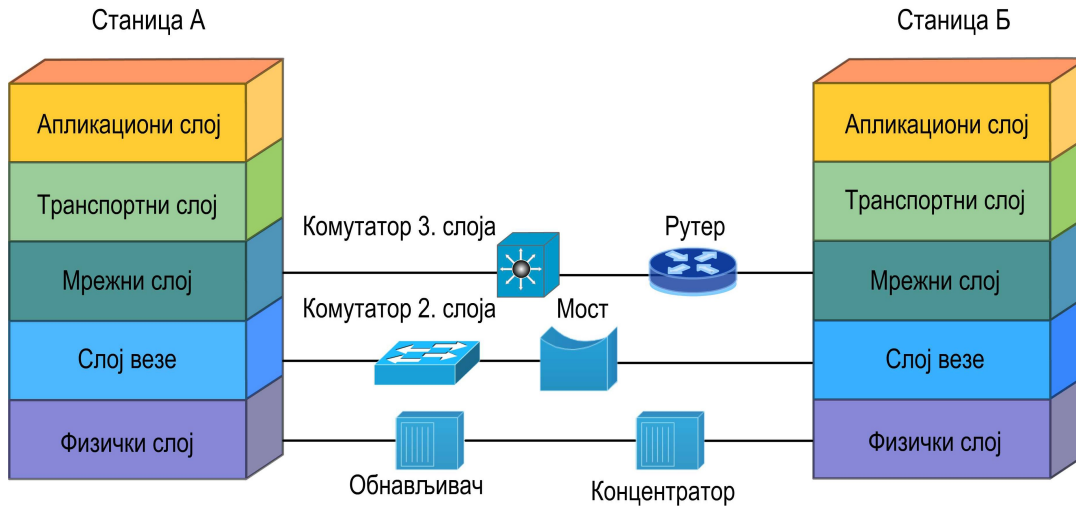 Станица А
Станица Б
Апликациони слој
Апликациони слој
Транспортни слој
Транспортни слој
Комутатор 3. слоја
Рутер
Мрежни слој
Мрежни слој
Комутатор 2. слоја
Мост
Слој везе
Слој везе
Физички слој
Физички слој
Обнављивач
Концентратор